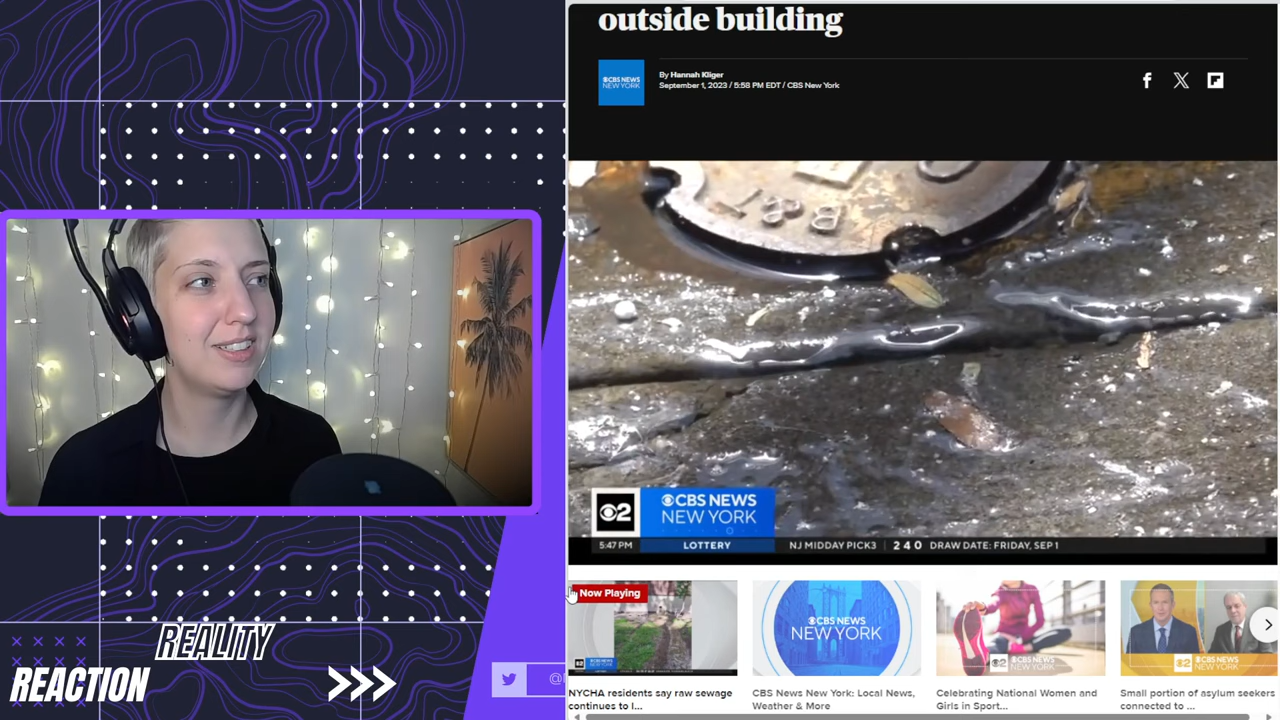 outside building
CBS NEWS
NEW YORK
By Hannah Kliger
September 1, 2023 / 5:58 PM EDT / CBS New York
B&T
2
CBS NEWS
NEW YORK
5:47 PM
LOTTERY
NJ MIDDAY PICK3
2 4 0
DRAW DATE: FRIDAY, SEP 1
Now Playing
CBS NEWS
NEW YORK
NYCHA residents say raw sewage
continues to l...
CBS News New York: Local News,
Weather & More
Celebrating National Women and
Girls in Sport...
Small portion of asylum seekers
connected to ...
REALITY
REACTION